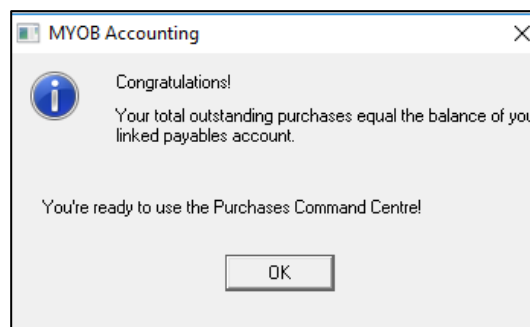 MYOB Accounting
Congratulations!
Your total outstanding purchases equal the balance of
linked payables account.
You're ready to use the Purchases Command Centre!
OK